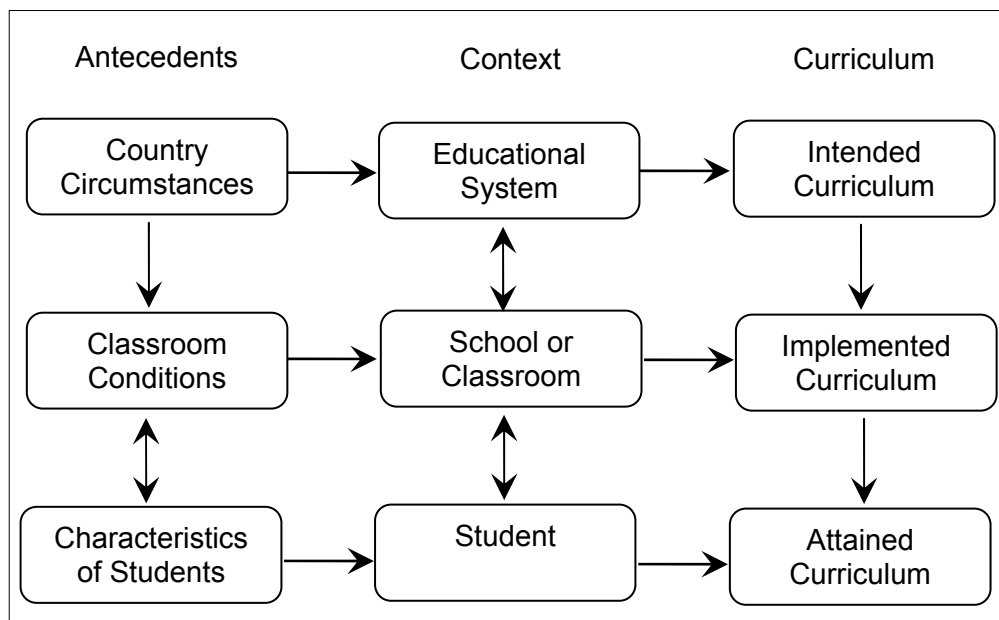 Antecedents
Context
Curriculum
Country
Circumstances
Educational
System
Intended
Curriculum
Classroom
Conditions
School or
Classroom
Implemented
Curriculum
Characteristics
of Students
Student
Attained
Curriculum